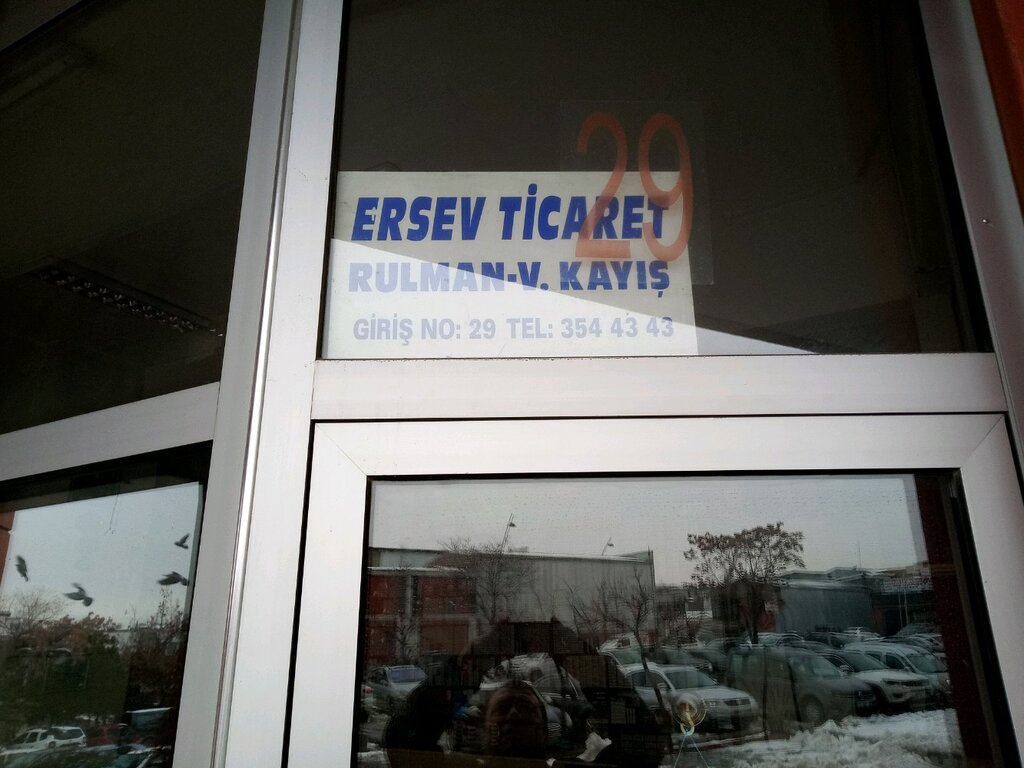 29
ERSEV TİCARET
RULMAN-V. KAYIŞ
GİRİŞ NO: 29 TEL: 354 43 43